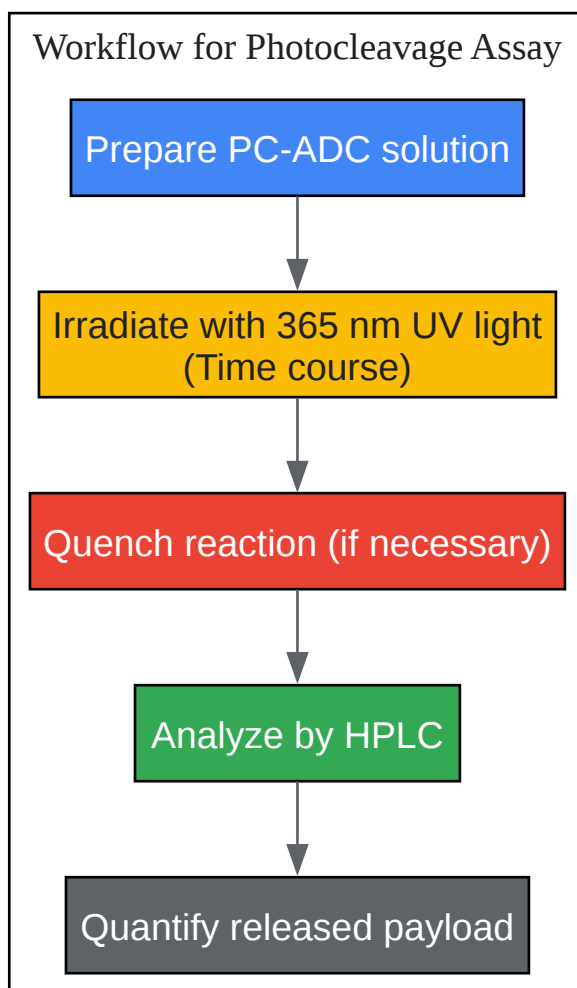 Workflow for Photocleavage Assay
Prepare PC-ADC solution
Irradiate with 365 nm UV light
(Time course)
Quench reaction (if necessary)
Analyze by HPLC
Quantify released payload